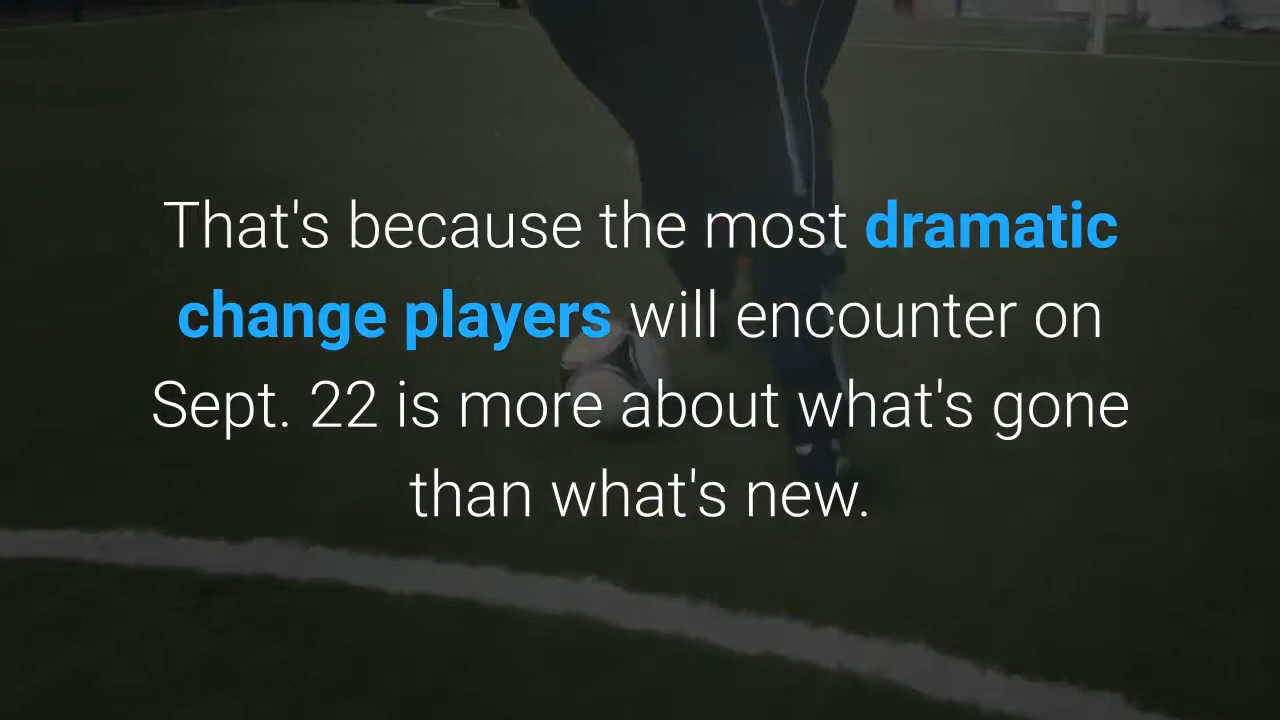 That's because the most dramatic
change players will encounter on
Sept. 22 is more about what's gone
than what's new.